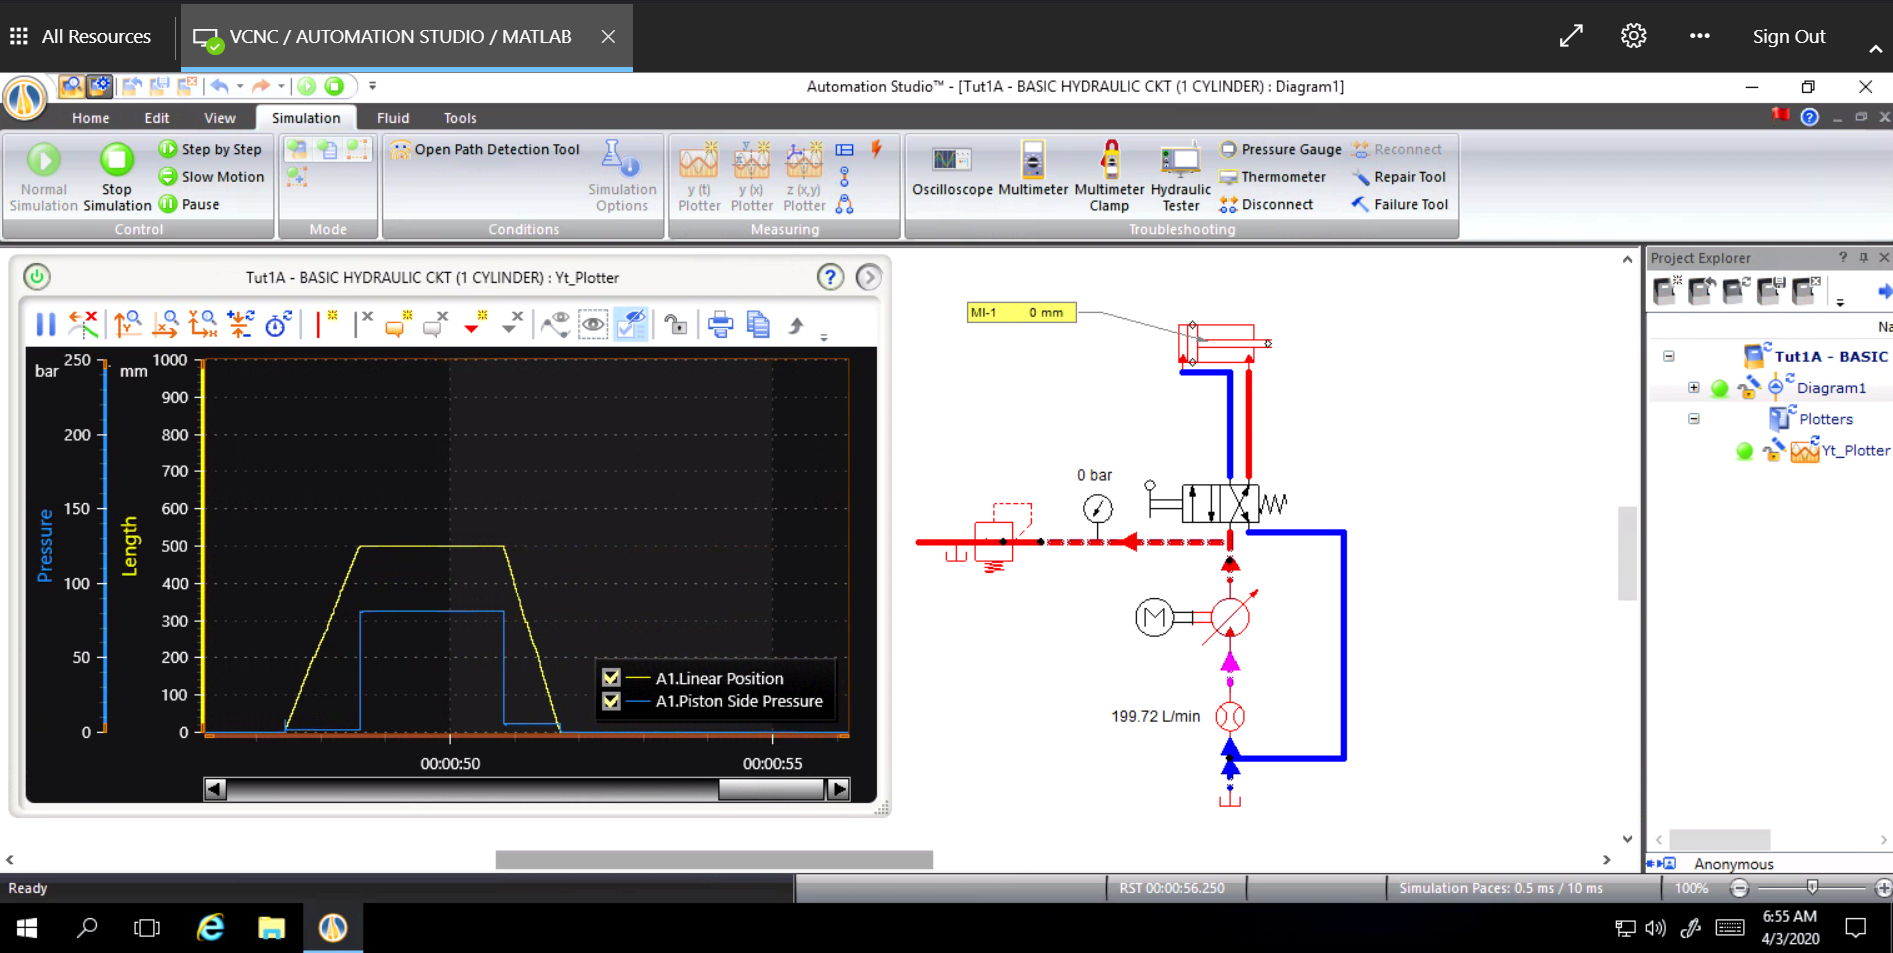 All Resources
VCNC / AUTOMATION STUDIO / MATLAB
Sign Out
Automation Studio™ - [Tut1A - BASIC HYDRAULIC CKT (1 CYLINDER) : Diagram1]
Home Edit View Simulation Fluid Tools
Normal Simulation
Stop Simulation
Step by Step
Slow Motion
Pause
Control
Mode
Open Path Detection Tool
Simulation Options
Conditions
y (t) Plotter
y (x) Plotter
z (x,y) Plotter
Measuring
Oscilloscope
Multimeter
Multimeter Clamp
Hydraulic Tester
Pressure Gauge
Thermometer
Disconnect
Reconnect
Repair Tool
Failure Tool
Troubleshooting
Tut1A - BASIC HYDRAULIC CKT (1 CYLINDER) : Yt_Plotter
bar
250
200
150
100
50
0
Pressure
mm
1000
900
800
700
600
500
400
300
200
100
0
Length
A1.Linear Position
A1.Piston Side Pressure
00:00:50
00:00:55
MI-1 0 mm
0 bar
M
199.72 L/min
Project Explorer
Na
Tut1A - BASIC
Diagram1
Plotters
Yt_Plotter
Anonymous
Ready
RST 00:00:56.250
Simulation Paces: 0.5 ms / 10 ms
100%
6:55 AM
4/3/2020